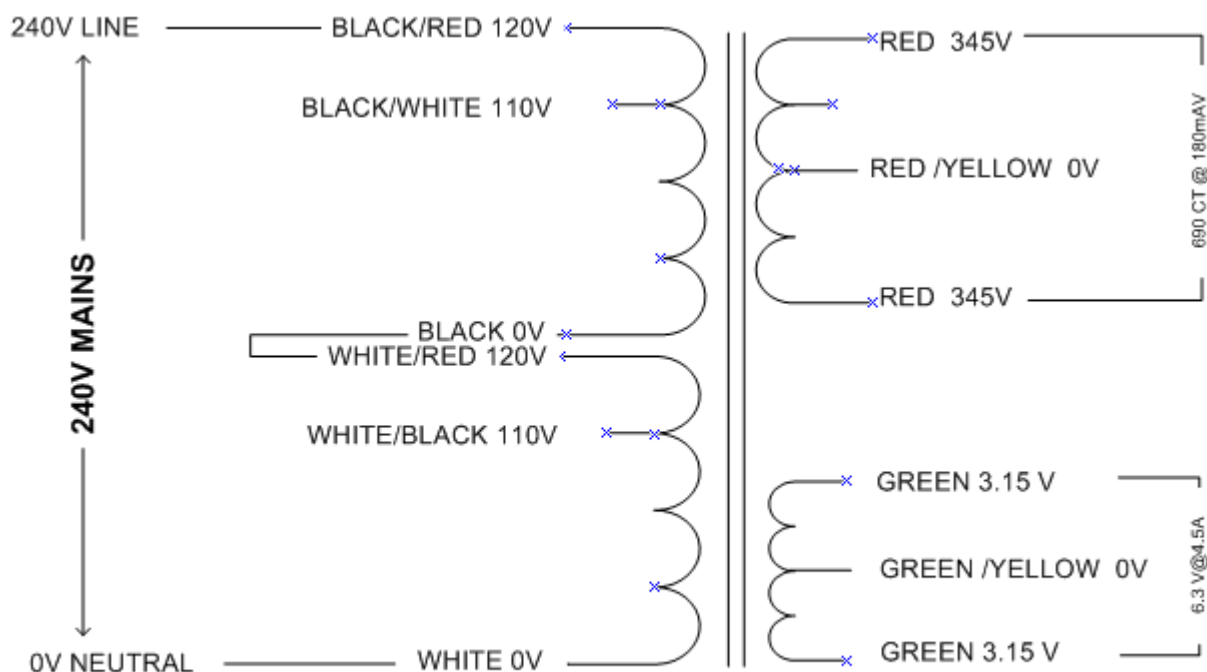 240V LINE
BLACK/RED 120V
BLACK/WHITE 110V
240V MAINS
BLACK 0V
WHITE/RED 120V
WHITE/BLACK 110V
0V NEUTRAL
WHITE 0V
RED 345V
RED /YELLOW 0V
RED 345V
690 CT @ 180mAV
GREEN 3.15 V
GREEN /YELLOW 0V
GREEN 3.15 V
6.3 V@4.5A